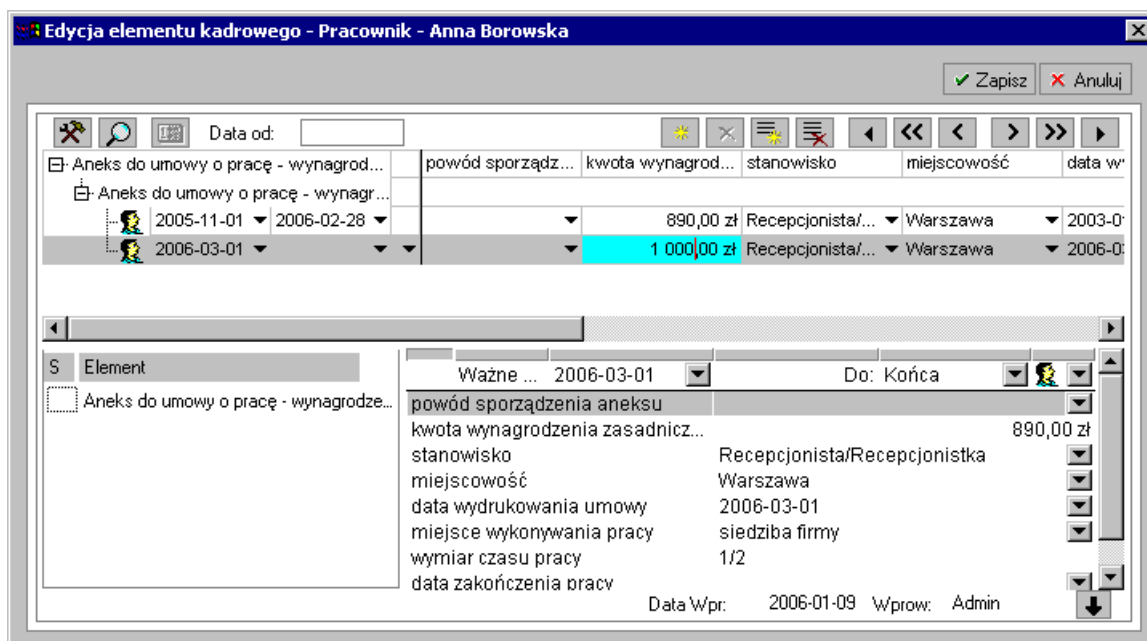 Edycja elementu kadrowego - Pracownik - Anna Borowska
Zapisz Anuluj
Data od:
Aneks do umowy o pracę - wynagrod... powód sporządz... kwota wynagrod... stanowisko miejscowość data w
Aneks do umowy o pracę - wynagr...
2005-11-01 2006-02-28 890,00 zł Recepcjonista/... Warszawa 2003-0
2006-03-01 1 000,00 zł Recepcjonista/... Warszawa 2006-0
S Element
Aneks do umowy o pracę - wynagrodze...
Ważne ... 2006-03-01 Do: Końca
powód sporządzenia aneksu
kwota wynagrodzenia zasadnicz... 890,00 zł
stanowisko Recepcjonista/Recepcjonistka
miejscowość Warszawa
data wydrukowania umowy 2006-03-01
miejsce wykonywania pracy siedziba firmy
wymiar czasu pracy 1/2
data zakończenia pracy
Data Wpr: 2006-01-09 Wprow: Admin